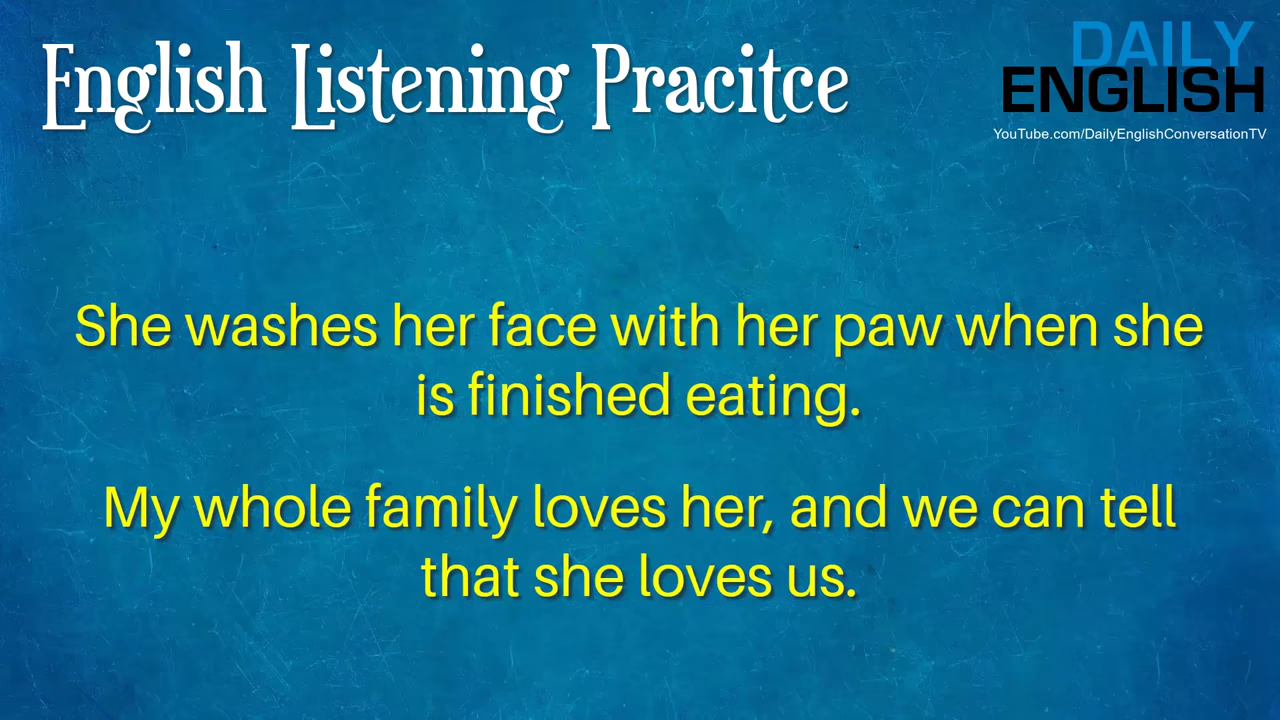 English Listening Pracitce
DAILY
ENGLISH
YouTube.com/DailyEnglishConversationTV
She washes her face with her paw when she
is finished eating.
My whole family loves her, and we can tell
that she loves us.